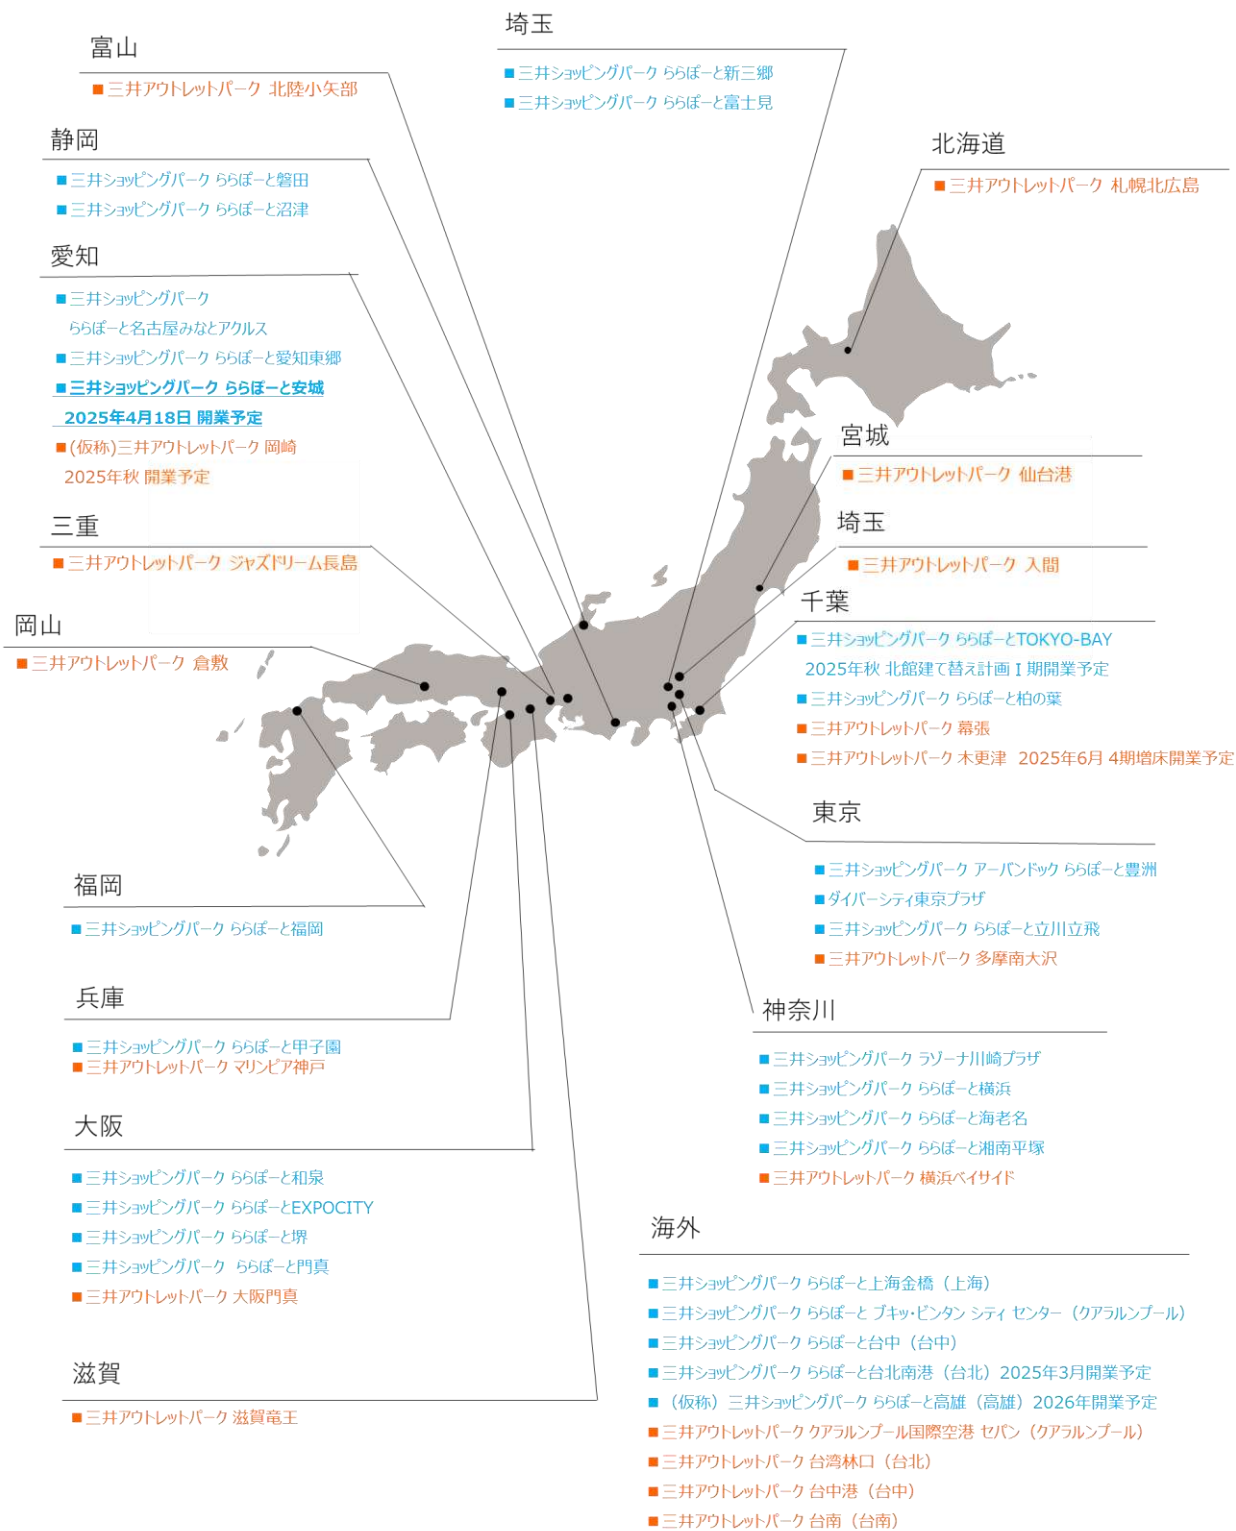 富山
■三井アウトレットパーク 北陸小矢部
静岡
■三井ショッピングパーク ららぽーと磐田
■三井ショッピングパーク ららぽーと沼津
愛知
■三井ショッピングパーク
ららぽーと名古屋みなとアクルス
■三井ショッピングパーク ららぽーと愛知東郷
■三井ショッピングパーク ららぽーと安城
2025年4月18日 開業予定
■(仮称)三井アウトレットパーク 岡崎
2025年秋 開業予定
三重
■三井アウトレットパーク ジャズドリーム長島
岡山
■三井アウトレットパーク 倉敷
福岡
■三井ショッピングパーク ららぽーと福岡
兵庫
■三井ショッピングパーク ららぽーと甲子園
■三井アウトレットパーク マリンピア神戸
大阪
■三井ショッピングパーク ららぽーと和泉
■三井ショッピングパーク ららぽーとEXPOCITY
■三井ショッピングパーク ららぽーと堺
■三井ショッピングパーク ららぽーと門真
■三井アウトレットパーク 大阪門真
滋賀
■三井アウトレットパーク 滋賀竜王
埼玉
■三井ショッピングパーク ららぽーと新三郷
■三井ショッピングパーク ららぽーと富士見
北海道
■三井アウトレットパーク 札幌北広島
宮城
■三井アウトレットパーク 仙台港
埼玉
■三井アウトレットパーク 入間
千葉
■三井ショッピングパーク ららぽーとTOKYO-BAY
2025年秋 北館建て替え計画Ⅰ期開業予定
■三井ショッピングパーク ららぽーと柏の葉
■三井アウトレットパーク 幕張
■三井アウトレットパーク 木更津 2025年6月 4期増床開業予定
東京
■三井ショッピングパーク アーバンドック ららぽーと豊洲
■ダイバーシティ東京プラザ
■三井ショッピングパーク ららぽーと立川立飛
■三井アウトレットパーク 多摩南大沢
神奈川
■三井ショッピングパーク ラゾーナ川崎プラザ
■三井ショッピングパーク ららぽーと横浜
■三井ショッピングパーク ららぽーと海老名
■三井ショッピングパーク ららぽーと湘南平塚
■三井アウトレットパーク 横浜ベイサイド
海外
■三井ショッピングパーク ららぽーと上海金橋（上海）
■三井ショッピングパーク ららぽーと ブキッ・ビンタン シティ センター（クアラルンプール）
■三井ショッピングパーク ららぽーと台中（台中）
■三井ショッピングパーク ららぽーと台北南港（台北）2025年3月開業予定
■（仮称）三井ショッピングパーク ららぽーと高雄（高雄）2026年開業予定
■三井アウトレットパーク クアラルンプール国際空港 セパン（クアラルンプール）
■三井アウトレットパーク 台湾林口（台北）
■三井アウトレットパーク 台中港（台中）
■三井アウトレットパーク 台南（台南）